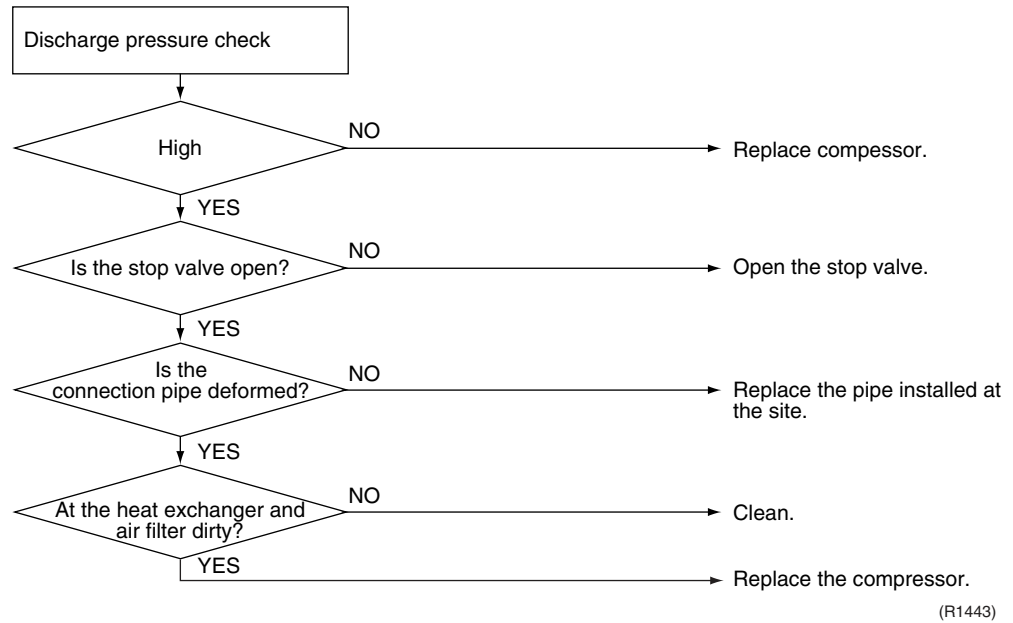 Discharge pressure check
High
NO
Replace compessor.
YES
Is the stop valve open?
NO
Open the stop valve.
YES
Is the
connection pipe deformed?
NO
Replace the pipe installed at
the site.
YES
At the heat exchanger and
air filter dirty?
NO
Clean.
YES
Replace the compressor.
(R1443)